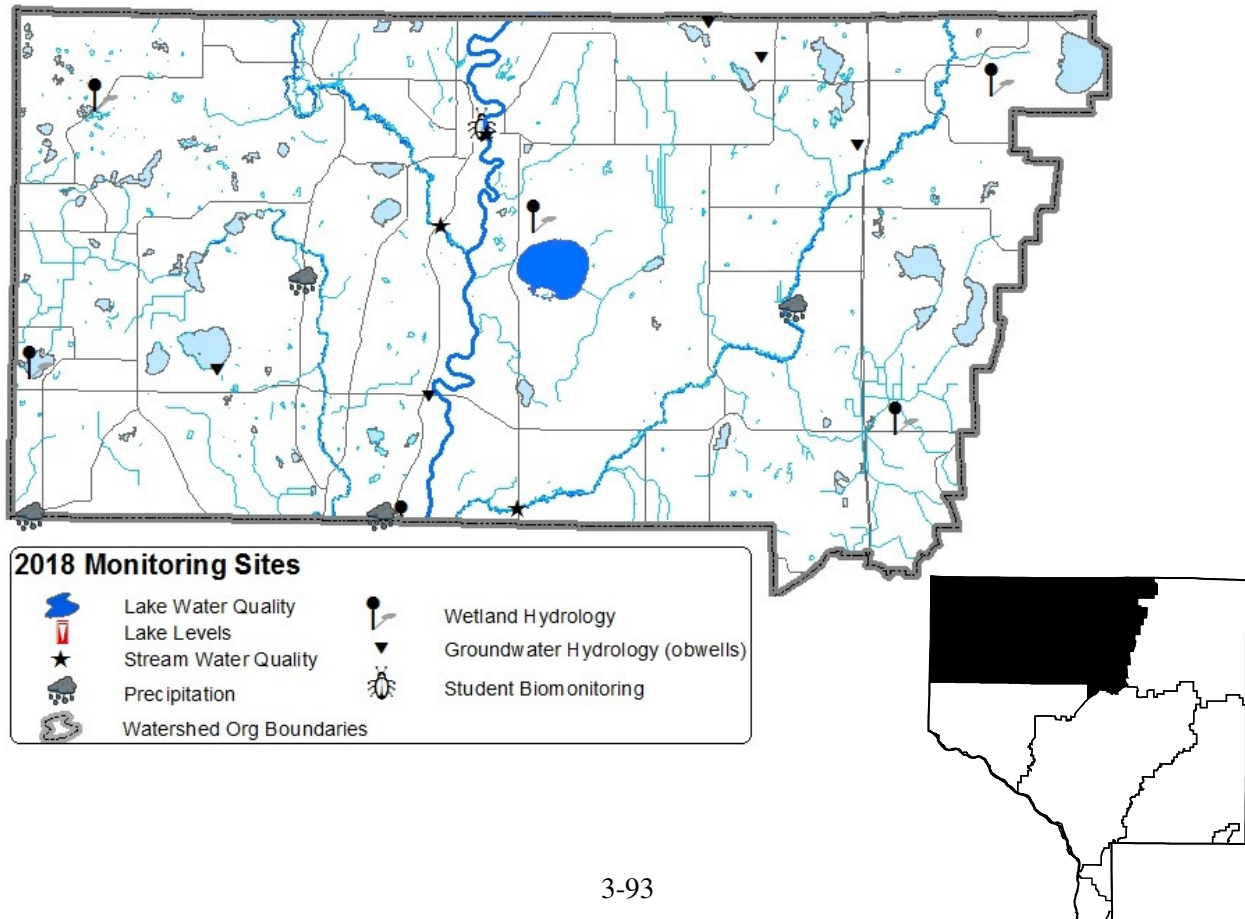 2018 Monitoring Sites
Lake Water Quality
Lake Levels
Stream Water Quality
Precipitation
Watershed Org Boundaries
Wetland Hydrology
Groundwater Hydrology (obwells)
Student Biomonitoring
3-93